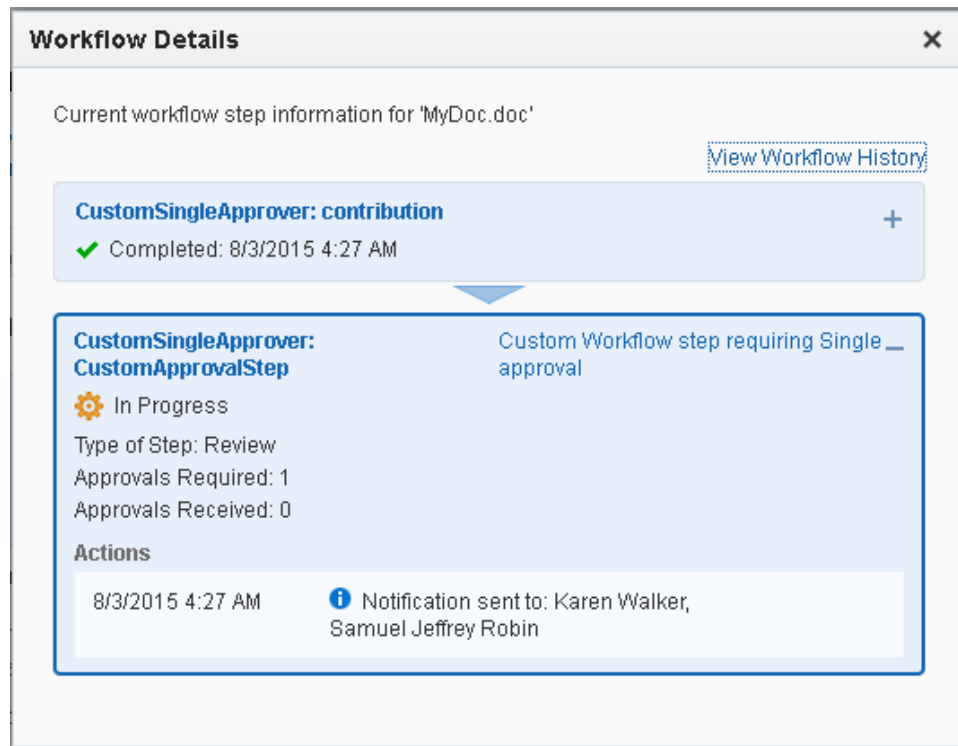 Workflow Details
Current workflow step information for 'MyDoc.doc'
View Workflow History
CustomSingleApprover: contribution
Completed: 8/3/2015 4:27 AM
CustomSingleApprover:
CustomApprovalStep
Custom Workflow step requiring Single
approval
In Progress
Type of Step: Review
Approvals Required: 1
Approvals Received: 0
Actions
8/3/2015 4:27 AM
Notification sent to: Karen Walker,
Samuel Jeffrey Robin